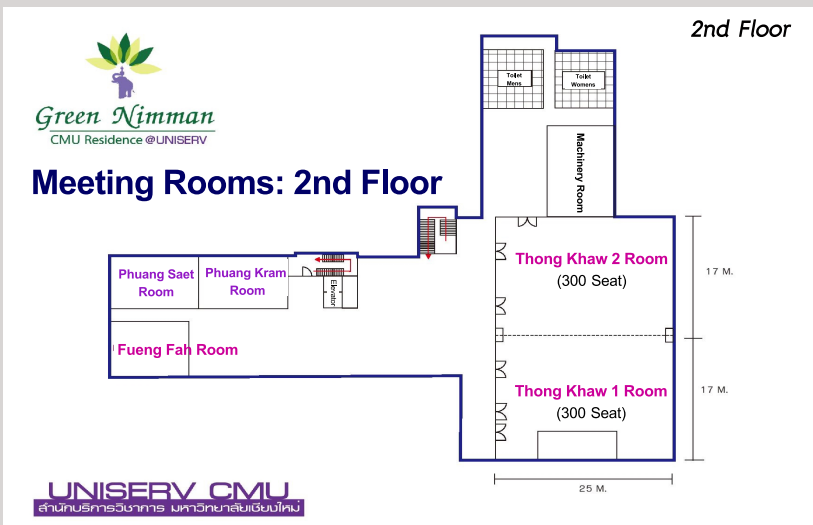 2nd Floor
Green Nimman
CMU Residence @UNISERV
Meeting Rooms: 2nd Floor
Toilet
Mens
Toilet
Womens
Machinery Room
Thong Khaw 2 Room
(300 Seat)
17 M.
Phuang Saet
Room
Phuang Kram
Room
Elevator
Fueng Fah Room
Thong Khaw 1 Room
(300 Seat)
17 M.
25 M.
UNISERV CMU
สำนักบริการวิชาการ มหาวิทยาลัยเชียงใหม่